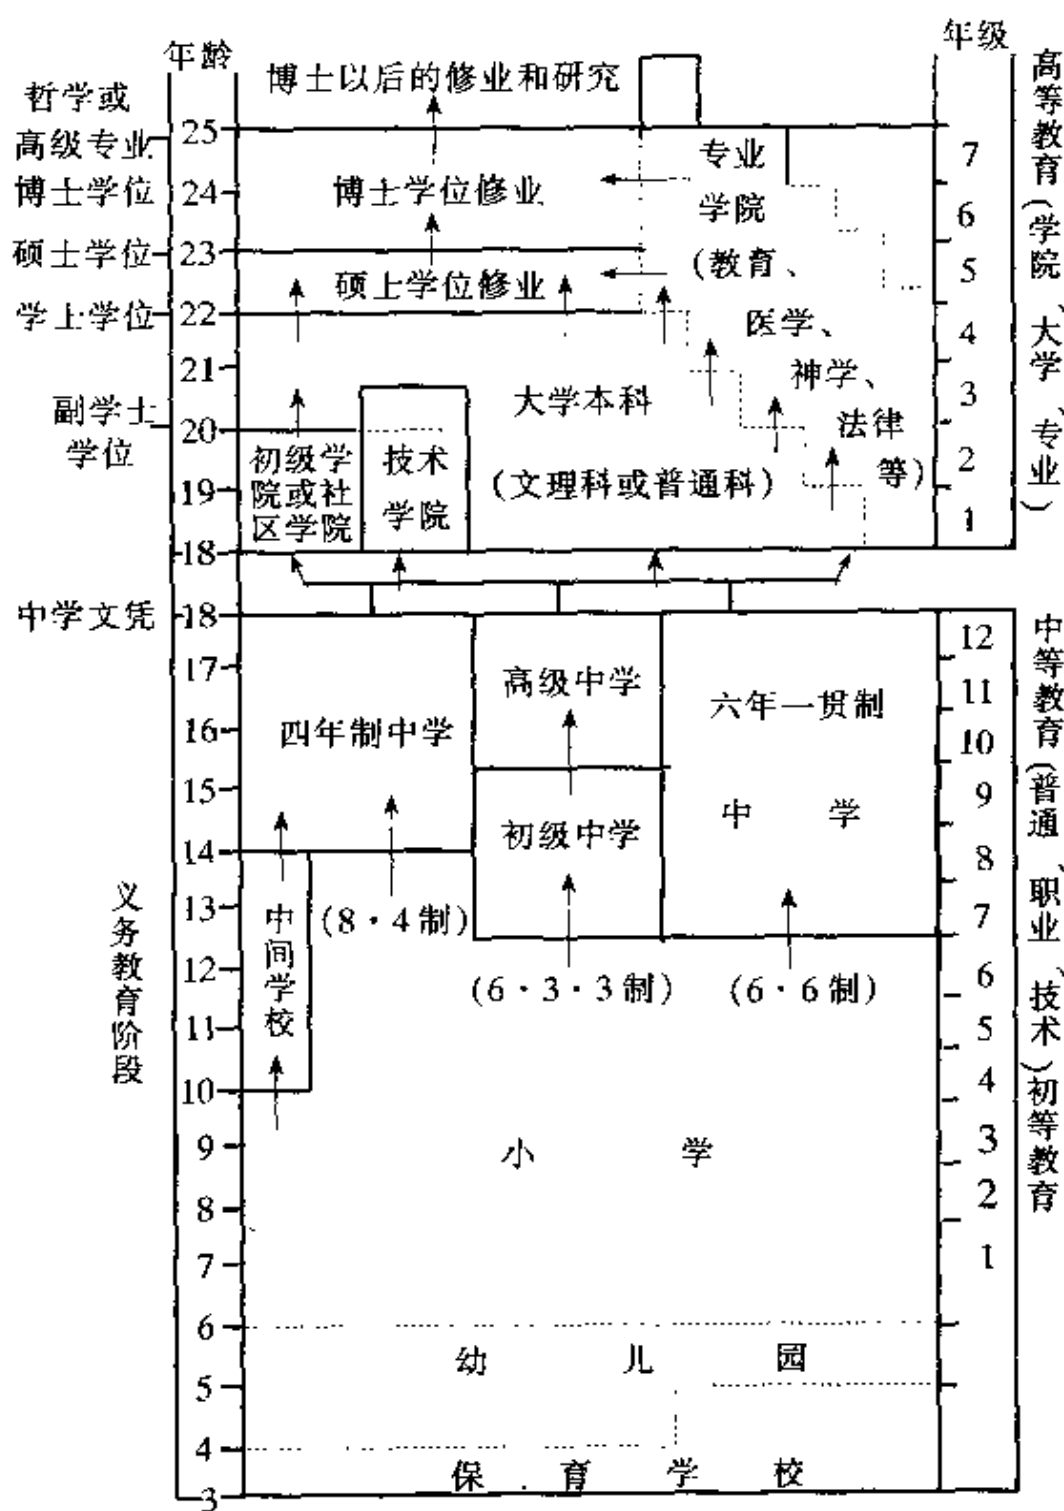 年龄
年级
博士以后的修业和研究
哲学或
高级专业
博士学位
硕士学位
学上学位
副学士
学位
中学文凭
义务教育阶段
25
24
23
22
21
20
19
18
18
17
16
15
14
13
12
11
10
9
8
7
6
5
4
3
博士学位修业
硕上学位修业
专业
学院
(教育、
医学、
神学、
法律
等)
大学本科
(文理科或普通科)
初级学
院或社
区学院
技术
学院
四年制中学
高级中学
初级中学
六年一贯制
中 学
中间学校
(8·4制)
(6·3·3制)
(6·6制)
小 学
幼 儿 园
保 育 学 校
7
6
5
4
3
2
1
12
11
10
9
8
7
6
5
4
3
2
1
高等教育(学院、大学、专业)
中等教育(普通、职业、技术)初等教育